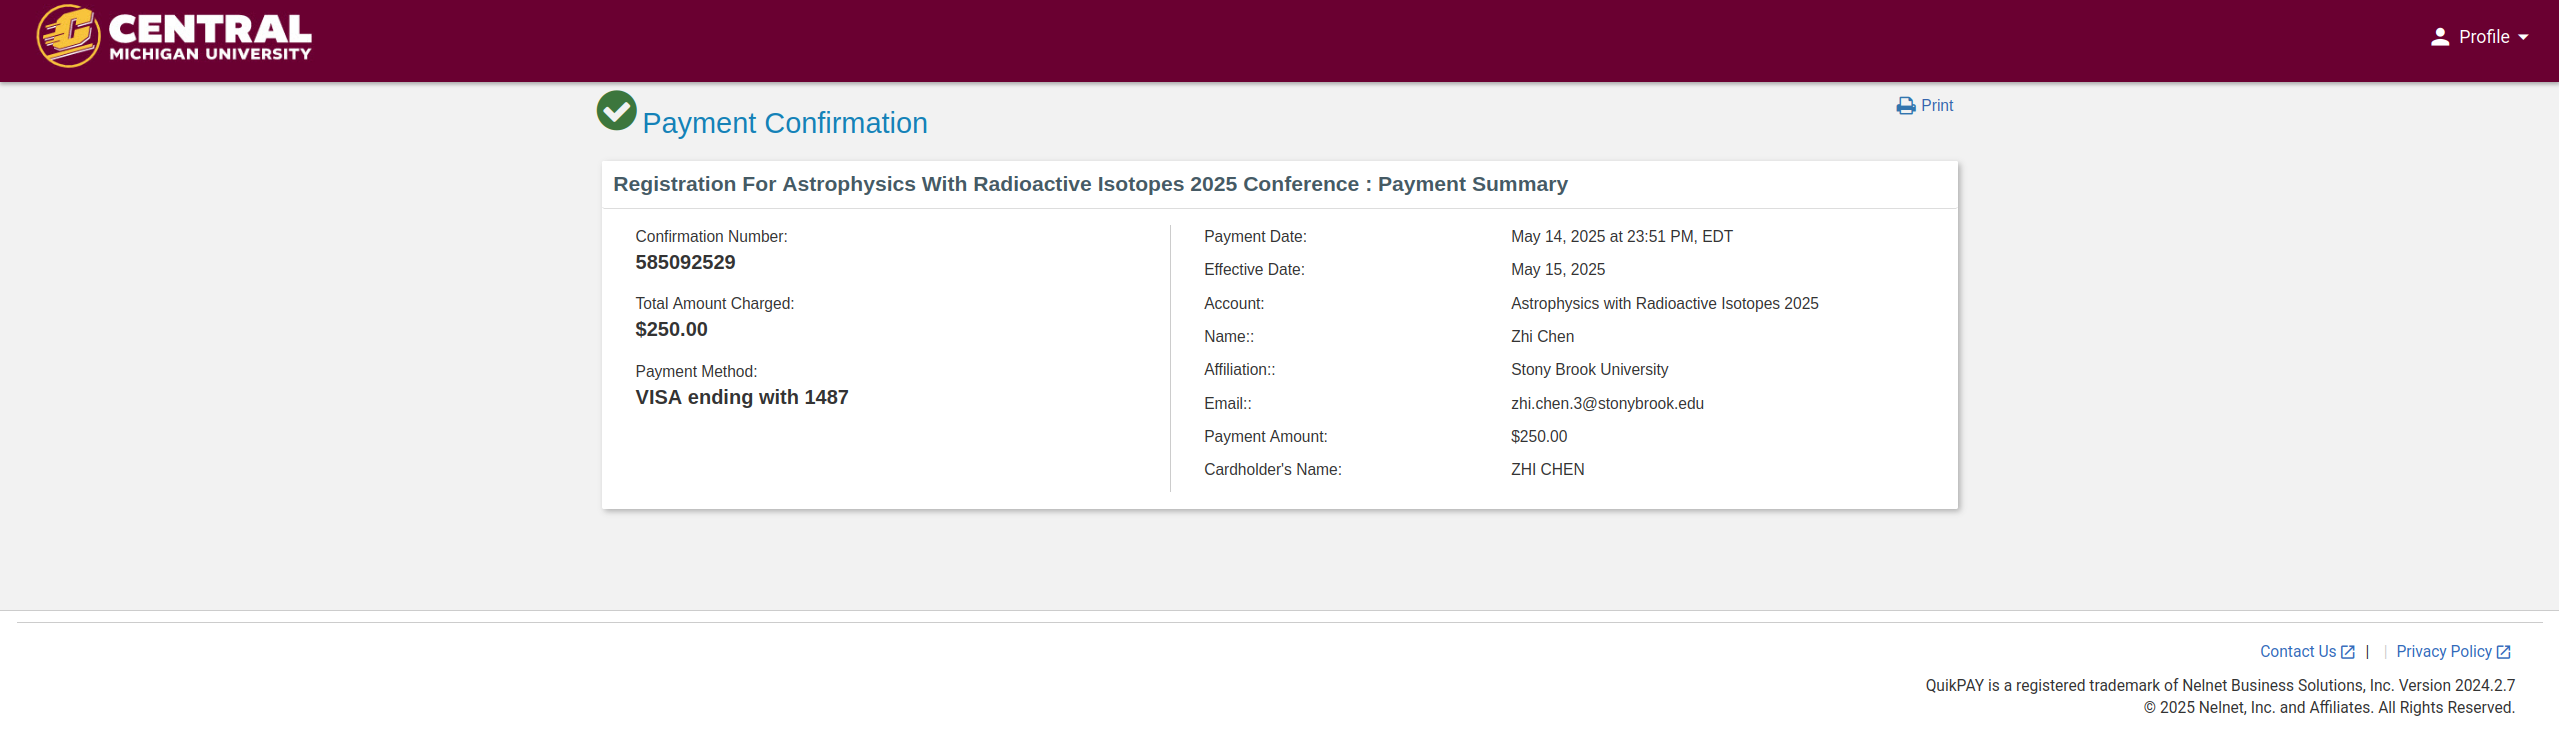 CENTRAL
MICHIGAN UNIVERSITY
Profile
Payment Confirmation
Print
Registration For Astrophysics With Radioactive Isotopes 2025 Conference : Payment Summary
Confirmation Number:
585092529
Total Amount Charged:
$250.00
Payment Method:
VISA ending with 1487
Payment Date: May 14, 2025 at 23:51 PM, EDT
Effective Date: May 15, 2025
Account: Astrophysics with Radioactive Isotopes 2025
Name:: Zhi Chen
Affiliation:: Stony Brook University
Email:: zhi.chen.3@stonybrook.edu
Payment Amount: $250.00
Cardholder's Name: ZHI CHEN
Contact Us | | Privacy Policy
QuikPAY is a registered trademark of Nelnet Business Solutions, Inc. Version 2024.2.7
© 2025 Nelnet, Inc. and Affiliates. All Rights Reserved.